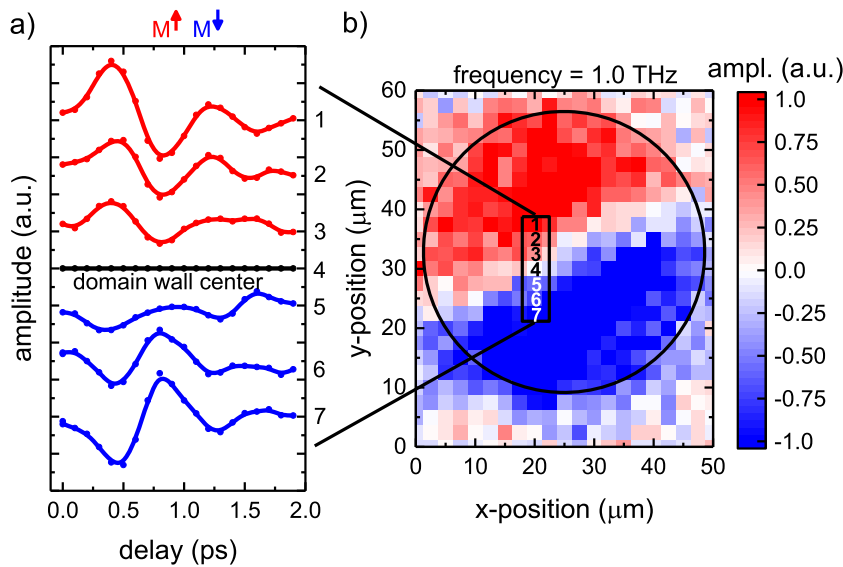 a)
M M
b)
amplitude (a.u.)
1
2
3
4
domain wall center
5
6
7
0.0 0.5 1.0 1.5 2.0
delay (ps)
frequency = 1.0 THz
y-position (μm)
60
50
40
30
20
10
0
1
2
3
4
5
6
7
0 10 20 30 40 50
x-position (μm)
ampl. (a.u.)
1.0
0.75
0.50
0.25
0.0
-0.25
-0.50
-0.75
-1.0